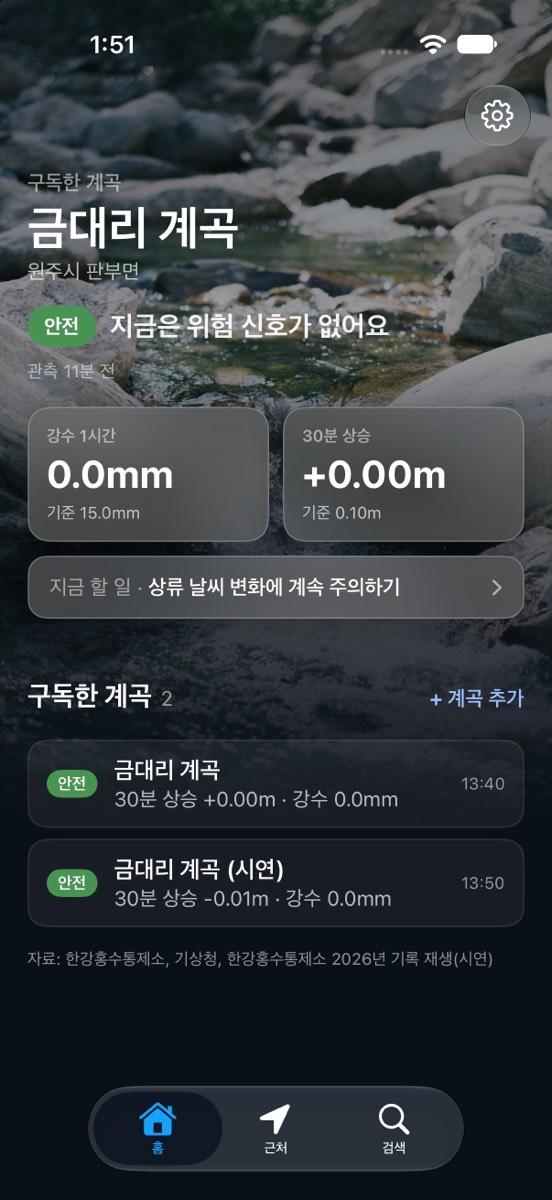 1:51
구독한 계곡
금대리 계곡
원주시 판부면
안전 지금은 위험 신호가 없어요
관측 11분 전
강수 1시간
0.0mm
기준 15.0mm
30분 상승
+0.00m
기준 0.10m
지금 할 일 · 상류 날씨 변화에 계속 주의하기
구독한 계곡 2
+ 계곡 추가
안전
금대리 계곡
30분 상승 +0.00m · 강수 0.0mm
13:40
안전
금대리 계곡 (시연)
30분 상승 -0.01m · 강수 0.0mm
13:50
자료: 한강홍수통제소, 기상청, 한강홍수통제소 2026년 기록 재생(시연)
홈
근처
검색